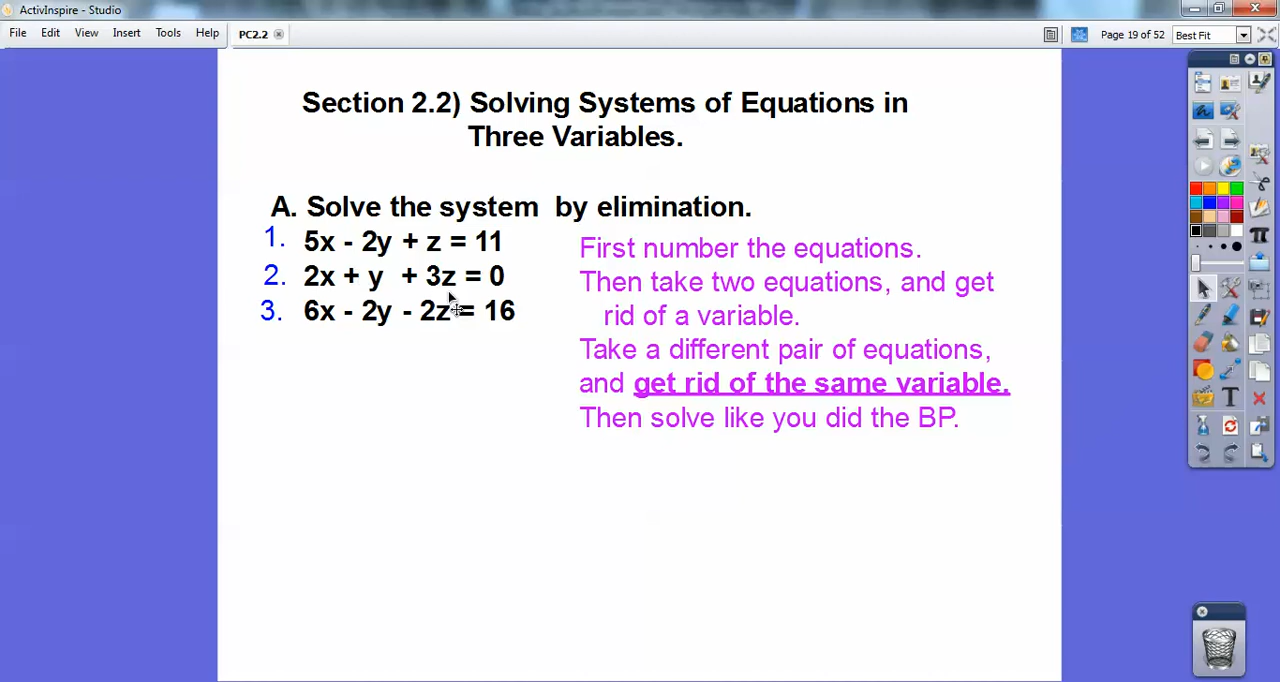 ActivInspire - Studio
File Edit View Insert Tools Help
PC2.2
Page 19 of 52
Best Fit
Section 2.2) Solving Systems of Equations in
Three Variables.
A. Solve the system by elimination.
1. 5x - 2y + z = 11
2. 2x + y + 3z = 0
3. 6x - 2y - 2z = 16
First number the equations.
Then take two equations, and get
rid of a variable.
Take a different pair of equations,
and get rid of the same variable.
Then solve like you did the BP.